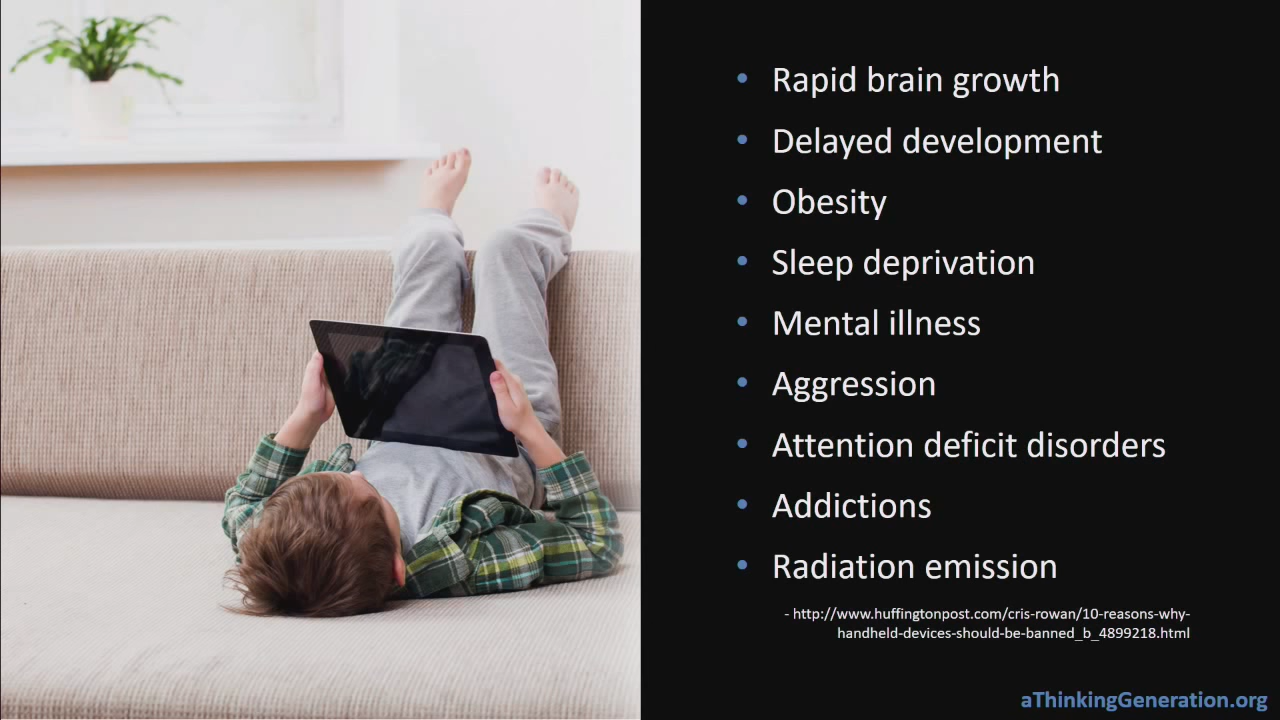 • Rapid brain growth
• Delayed development
• Obesity
• Sleep deprivation
• Mental illness
• Aggression
• Attention deficit disorders
• Addictions
• Radiation emission
- http://www.huffingtonpost.com/cris-rowan/10-reasons-why-
handheld-devices-should-be-banned_b_4899218.html
aThinkingGeneration.org